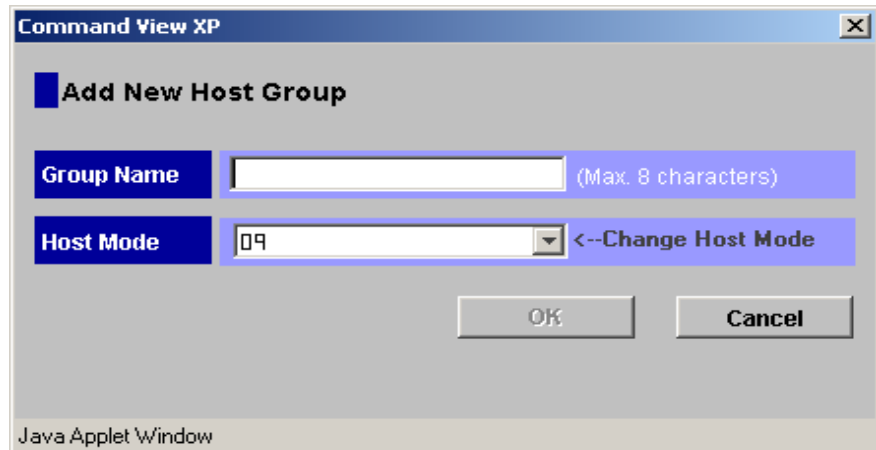 Command View XP
Add New Host Group
Group Name (Max. 8 characters)
Host Mode 09 <--Change Host Mode
OK Cancel
Java Applet Window